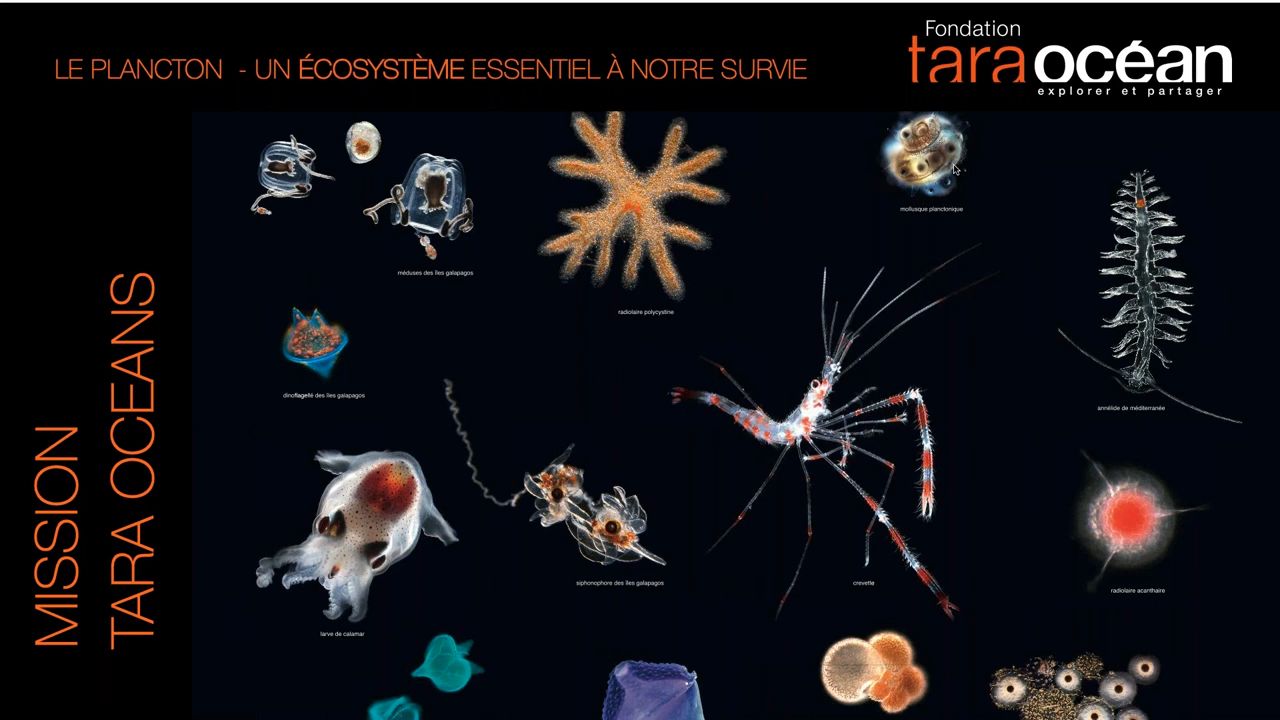 LE PLANCTON - UN ÉCOSYSTÈME ESSENTIEL À NOTRE SURVIE
Fondation
tara océan
explorer et partager
MISSION
TARA OCEANS
méduses des îles galapagos
radiolaire polycystine
mollusque planctonique
dinoflagellé des îles galapagos
annélide de méditerranée
larve de calamar
siphonophore des îles galapagos
crevette
radiolaire acanthaire